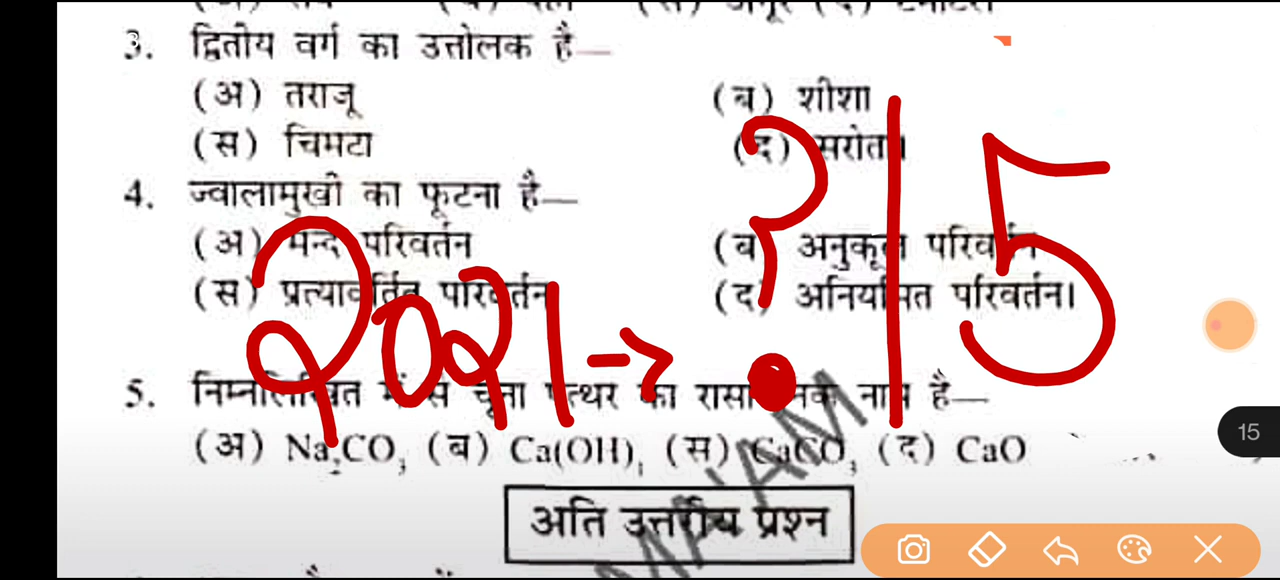 3. द्वितीय वर्ग का उत्तोलक है—
(अ) तराजू (ब) शीशा
(स) चिमटा (द) सरोता।
4. ज्वालामुखी का फूटना है—
(अ) मन्द परिवर्तन (ब) अनुकूल परिवर्तन
(स) प्रत्यावर्तित परिवर्तन (द) अनियमित परिवर्तन।
2021 → ? 15
5. निम्नलिखित में से चूना पत्थर का रासायनिक नाम है—
(अ) Na₂CO₃ (ब) Ca(OH)₂ (स) CaCO₃ (द) CaO
15
अति उत्तरीय प्रश्न